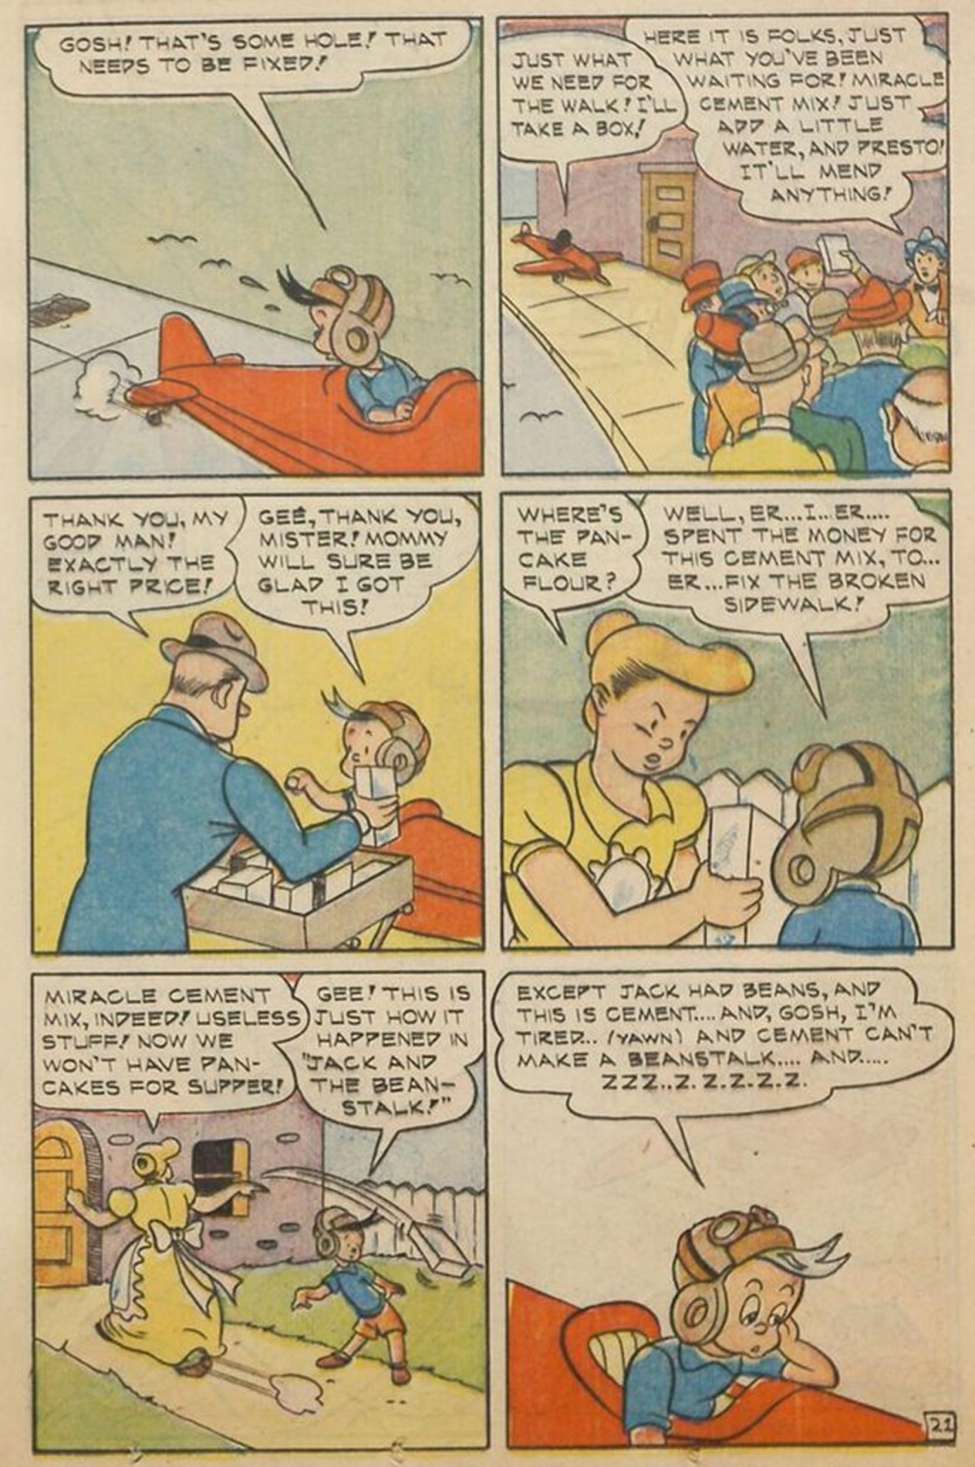 GOSH! THAT'S SOME HOLE! THAT
NEEDS TO BE FIXED!
JUST WHAT
WE NEED FOR
THE WALK! I'LL
TAKE A BOX!
HERE IT IS FOLKS, JUST
WHAT YOU'VE BEEN
WAITING FOR! MIRACLE
CEMENT MIX! JUST
ADD A LITTLE
WATER, AND PRESTO!
IT'LL MEND
ANYTHING!
THANK YOU, MY
GOOD MAN!
EXACTLY THE
RIGHT PRICE!
GEE, THANK YOU,
MISTER! MOMMY
WILL SURE BE
GLAD I GOT
THIS!
WHERE'S
THE PAN-
CAKE
FLOUR?
WELL, ER...I...ER....
SPENT THE MONEY FOR
THIS CEMENT MIX, TO...
ER...FIX THE BROKEN
SIDEWALK!
MIRACLE CEMENT
MIX, INDEED! USELESS
STUFF! NOW WE
WON'T HAVE PAN-
CAKES FOR SUPPER!
GEE! THIS IS
JUST HOW IT
HAPPENED IN
"JACK AND
THE BEAN-
STALK!"
EXCEPT JACK HAD BEANS, AND
THIS IS CEMENT.... AND, GOSH, I'M
TIRED.. (YAWN) AND CEMENT CAN'T
MAKE A BEANSTALK.... AND.....
ZZZ..Z.Z.Z.Z.Z.
21